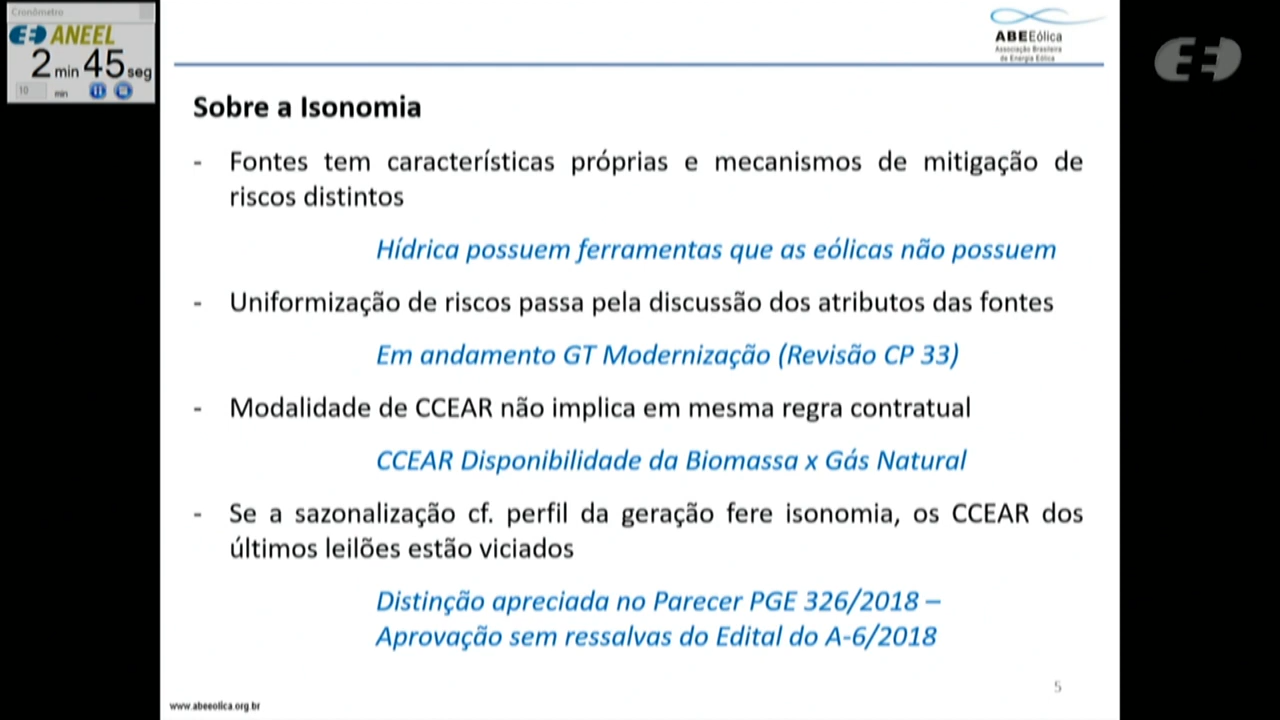 Cronômetro
ANEEL
2 min 45 seg
10 min
ABEEólica
Associação Brasileira
de Energia Eólica
Sobre a Isonomia
- Fontes tem características próprias e mecanismos de mitigação de
riscos distintos
Hídrica possuem ferramentas que as eólicas não possuem
- Uniformização de riscos passa pela discussão dos atributos das fontes
Em andamento GT Modernização (Revisão CP 33)
- Modalidade de CCEAR não implica em mesma regra contratual
CCEAR Disponibilidade da Biomassa x Gás Natural
- Se a sazonalização cf. perfil da geração fere isonomia, os CCEAR dos
últimos leilões estão viciados
Distinção apreciada no Parecer PGE 326/2018 –
Aprovação sem ressalvas do Edital do A-6/2018
5
www.abeeolica.org.br